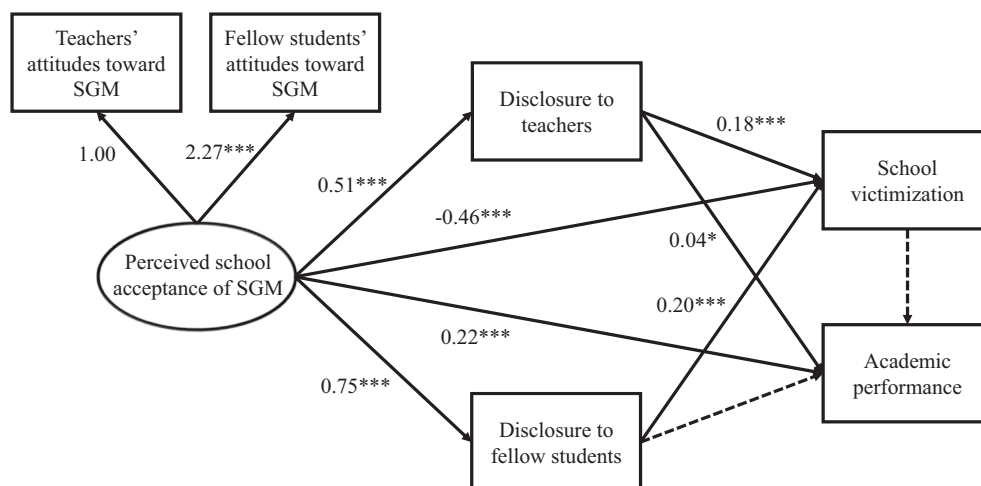 Teachers’
attitudes toward
SGM
Fellow students’
attitudes toward
SGM
1.00
2.27***
Disclosure to
teachers
0.18***
School
victimization
0.51***
-0.46***
0.04*
Perceived school
acceptance of SGM
0.20***
0.22***
0.75***
Academic
performance
Disclosure to
fellow students